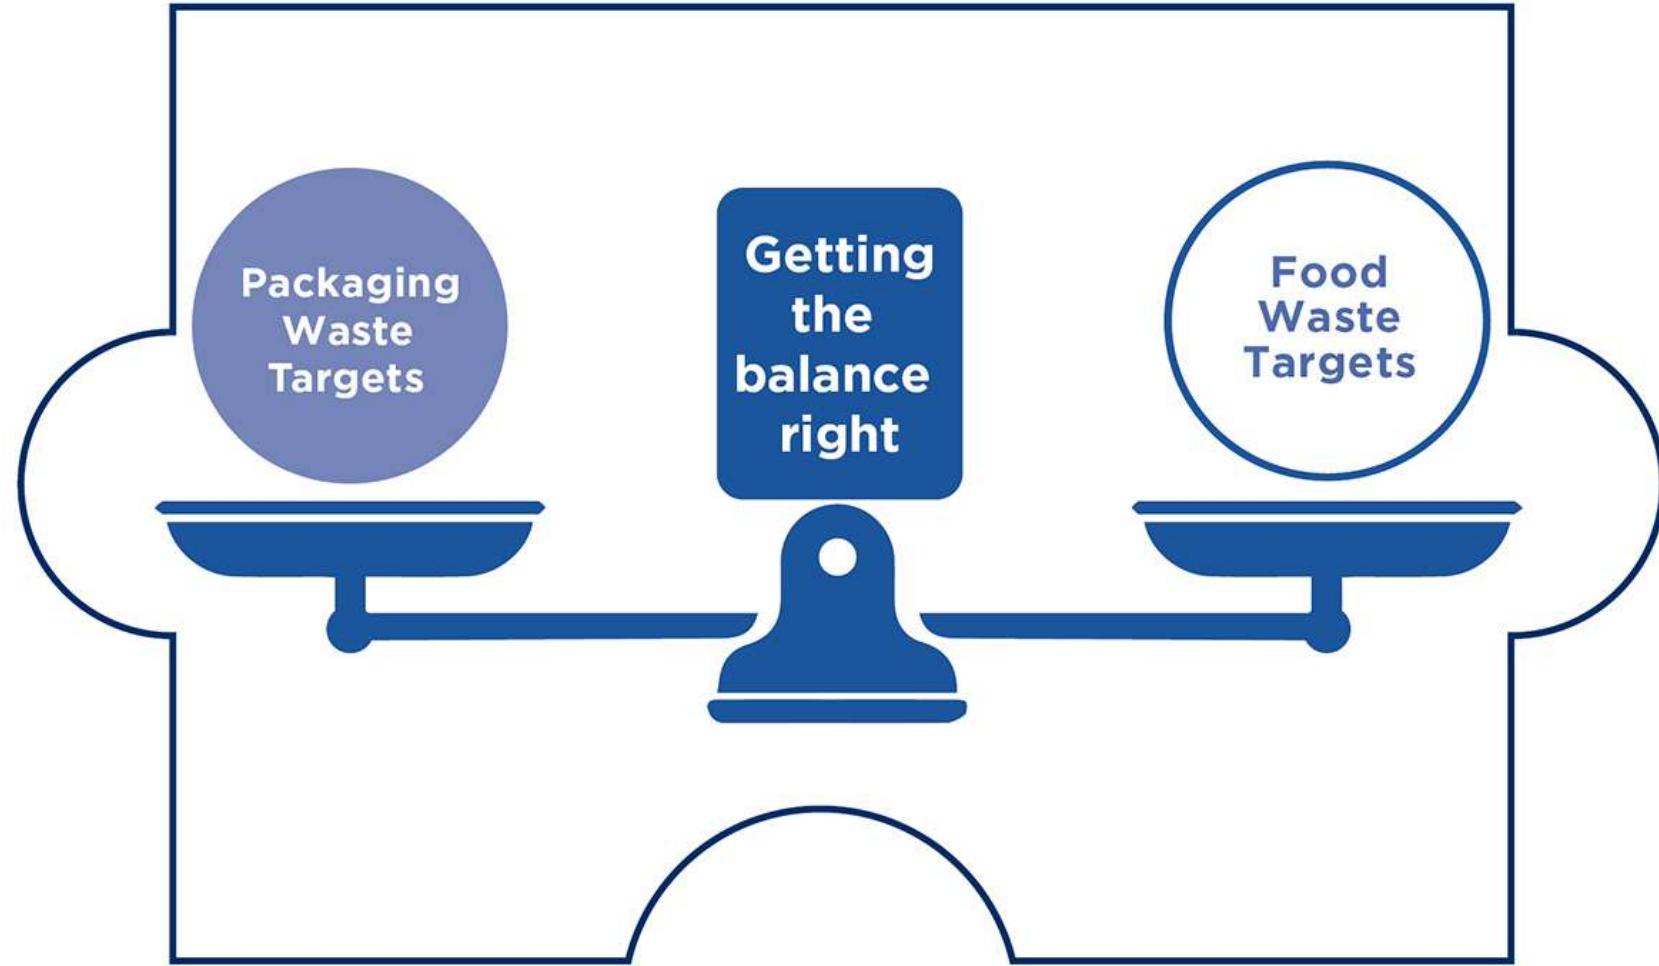 Packaging
Waste
Targets
Getting
the
balance
right
Food
Waste
Targets